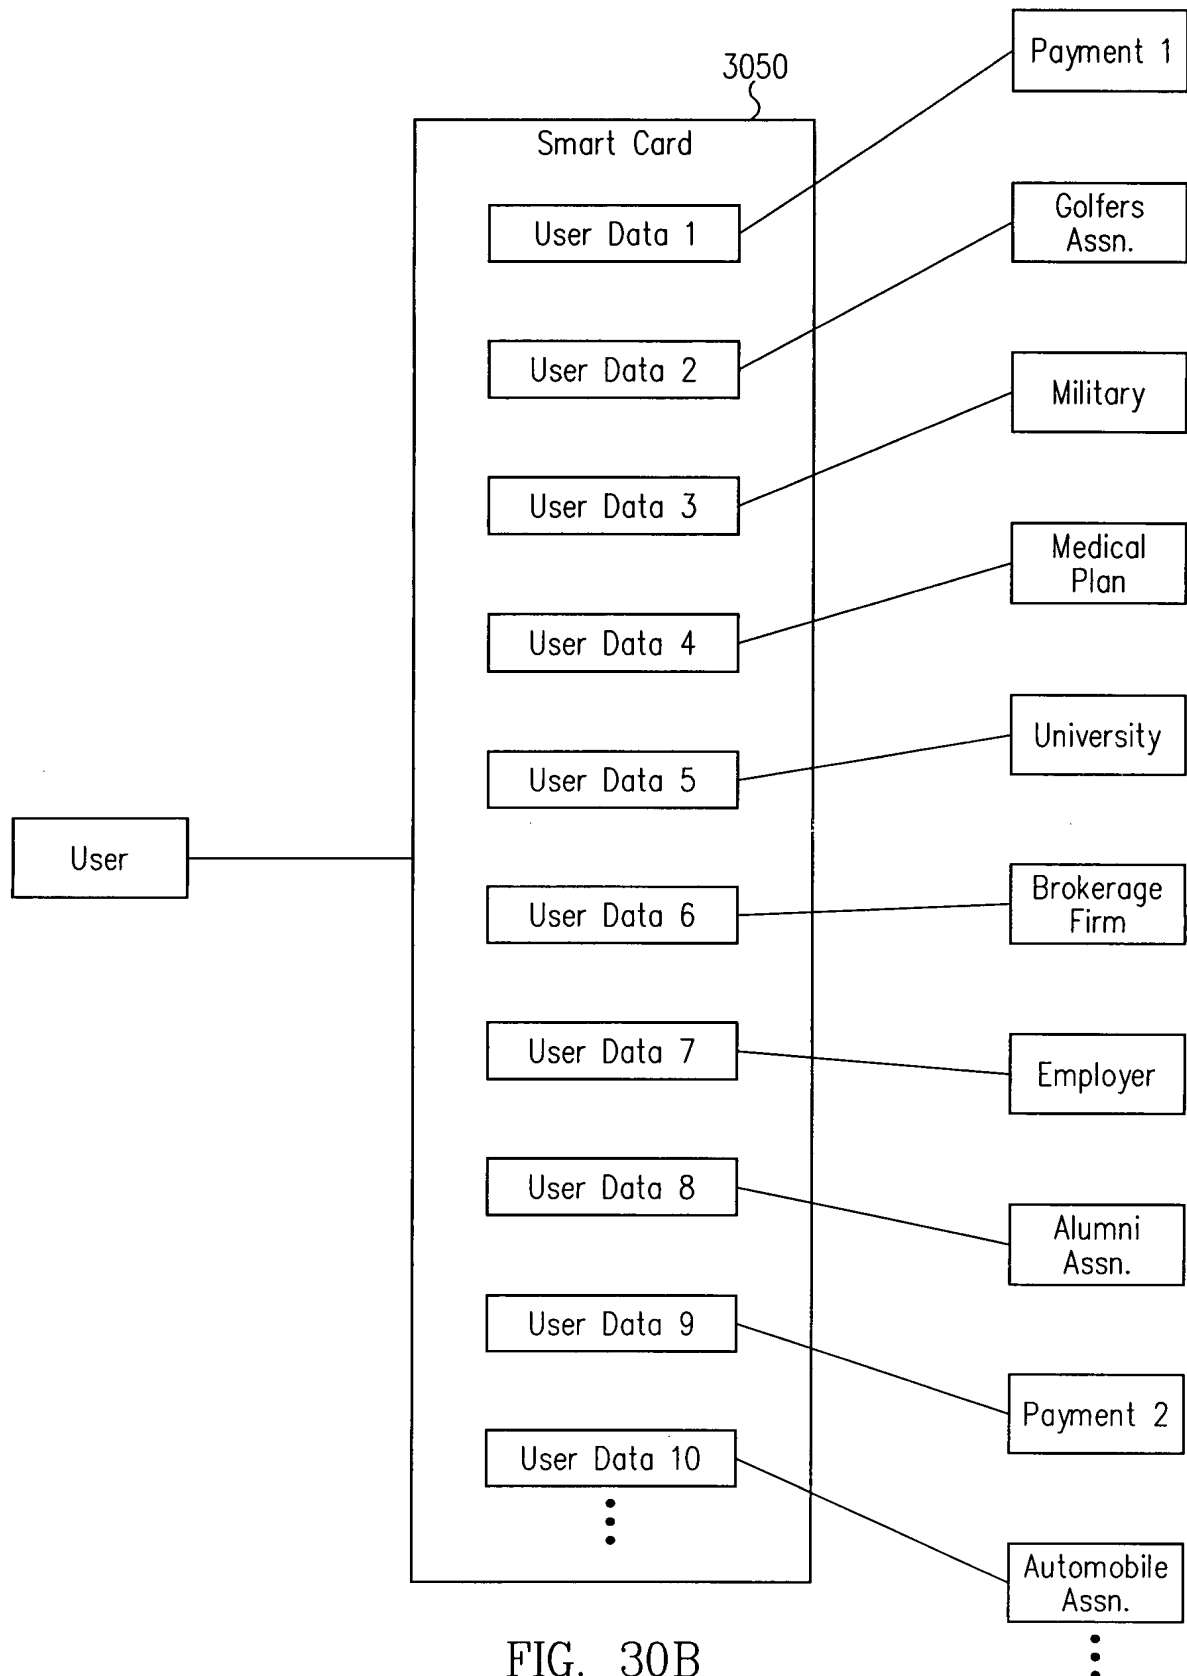 3050
Smart Card
User Data 1
User Data 2
User Data 3
User Data 4
User Data 5
User Data 6
User Data 7
User Data 8
User Data 9
User Data 10
User
Payment 1
Golfers
Assn.
Military
Medical
Plan
University
Brokerage
Firm
Employer
Alumni
Assn.
Payment 2
Automobile
Assn.
FIG. 30B